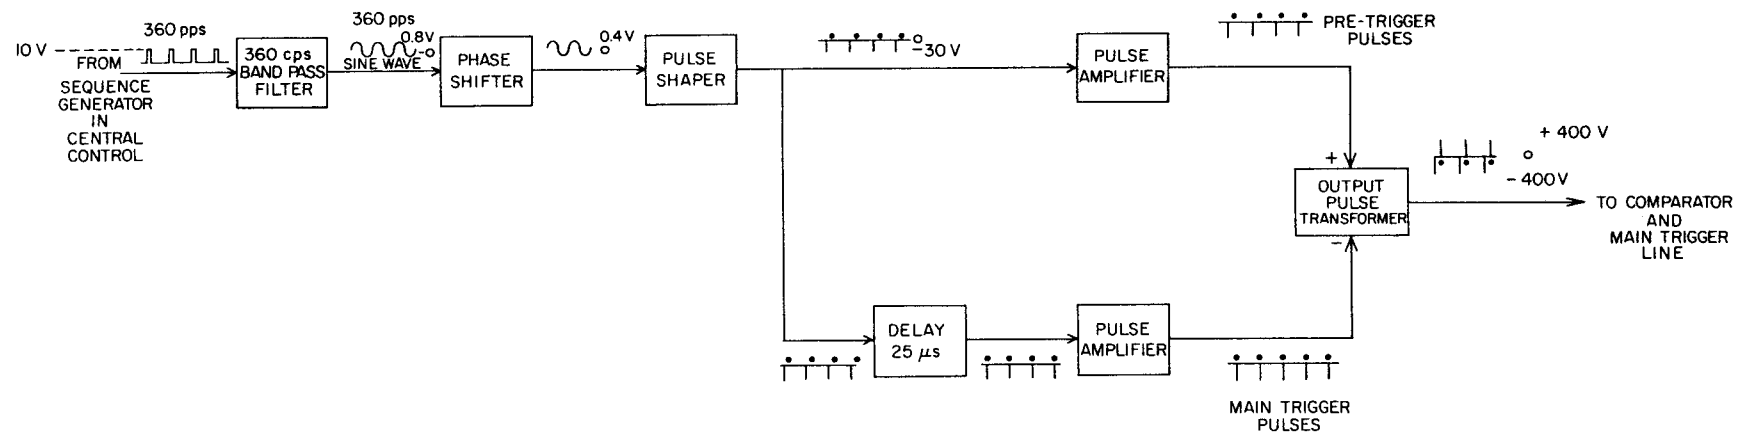 10 V
360 pps
FROM
SEQUENCE
GENERATOR
IN
CENTRAL
CONTROL
360 cps
BAND PASS
FILTER
360 pps
0.8V
SINE WAVE
PHASE
SHIFTER
0.4V
PULSE
SHAPER
-30 V
PULSE
AMPLIFIER
PRE-TRIGGER
PULSES
DELAY
25 μs
PULSE
AMPLIFIER
MAIN TRIGGER
PULSES
+
OUTPUT
PULSE
TRANSFORMER
-
+ 400 V
- 400V
TO COMPARATOR
AND
MAIN TRIGGER
LINE